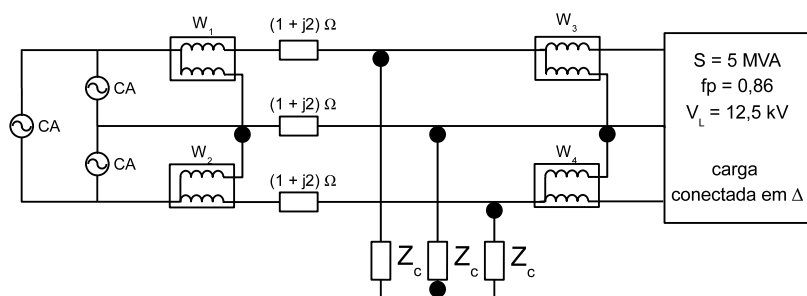 W1
(1 + j2) Ω
W3
CA
CA
CA
(1 + j2) Ω
W2
(1 + j2) Ω
W4
S = 5 MVA
fp = 0,86
VL = 12,5 kV
carga
conectada em Δ
Zc
Zc
Zc